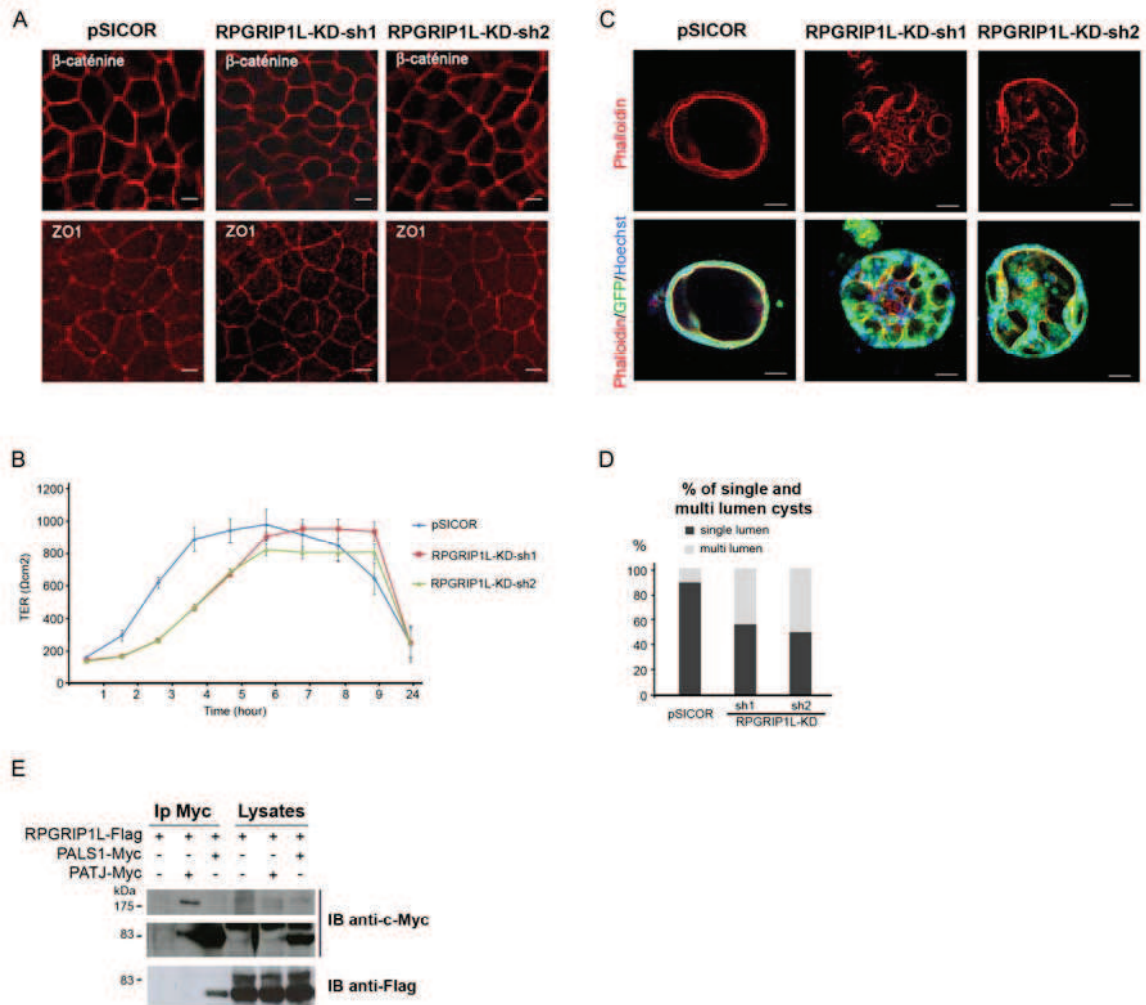 A
pSICOR RPGRIP1L-KD-sh1 RPGRIP1L-KD-sh2
β-caténine β-caténine β-caténine
ZO1 ZO1 ZO1
C
pSICOR RPGRIP1L-KD-sh1 RPGRIP1L-KD-sh2
Phalloidin
Phalloidin/GFP/Hoechst
B
1200
1000
800
600
400
200
0
TER (Ωcm2)
1 2 3 4 5 6 7 8 9 24
Time (hour)
pSICOR
RPGRIP1L-KD-sh1
RPGRIP1L-KD-sh2
D
% of single and
multi lumen cysts
single lumen
multi lumen
%
100
80
60
40
20
0
pSICOR sh1 sh2
RPGRIP1L-KD
E
Ip Myc Lysates
RPGRIP1L-Flag + + + + + +
PALS1-Myc - - + - - +
PATJ-Myc - + - - + -
kDa
175
83
IB anti-c-Myc
83
IB anti-Flag